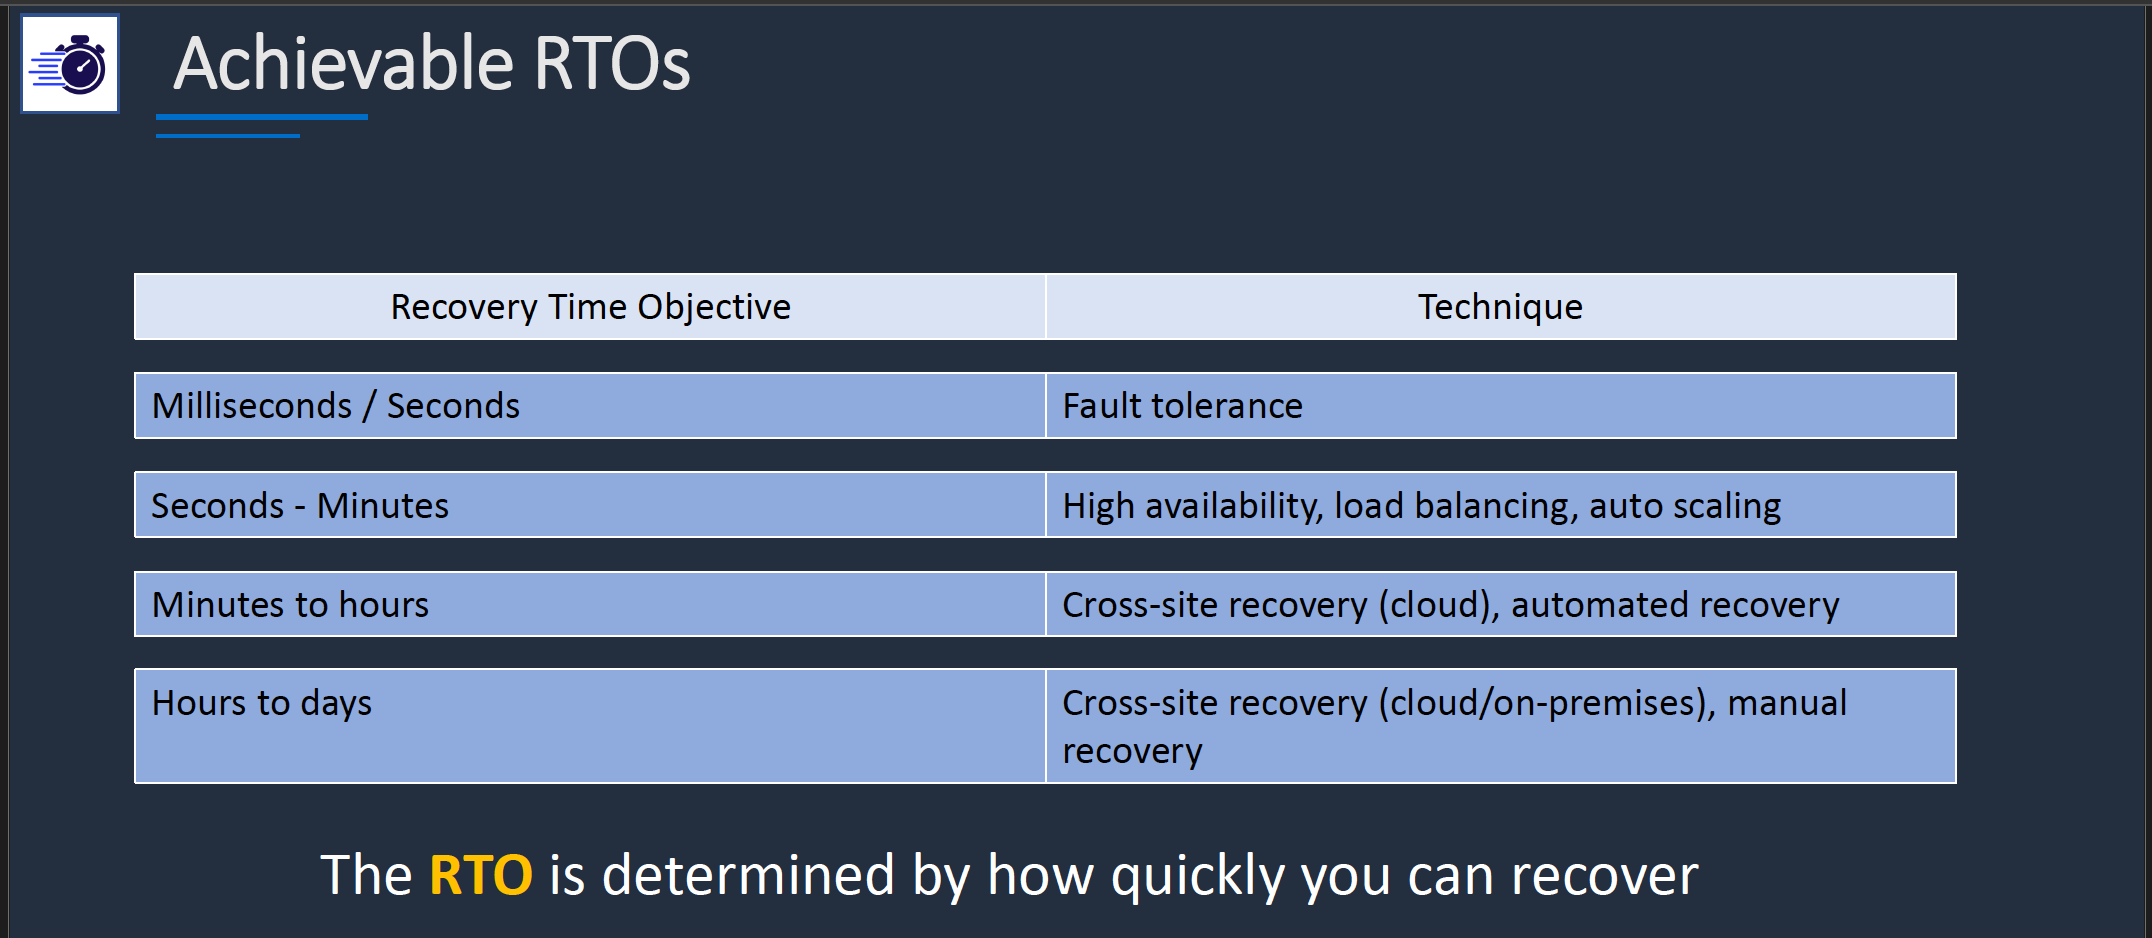 Achievable RTOs
Recovery Time Objective
Technique
Milliseconds / Seconds
Fault tolerance
Seconds - Minutes
High availability, load balancing, auto scaling
Minutes to hours
Cross-site recovery (cloud), automated recovery
Hours to days
Cross-site recovery (cloud/on-premises), manual
recovery
The RTO is determined by how quickly you can recover